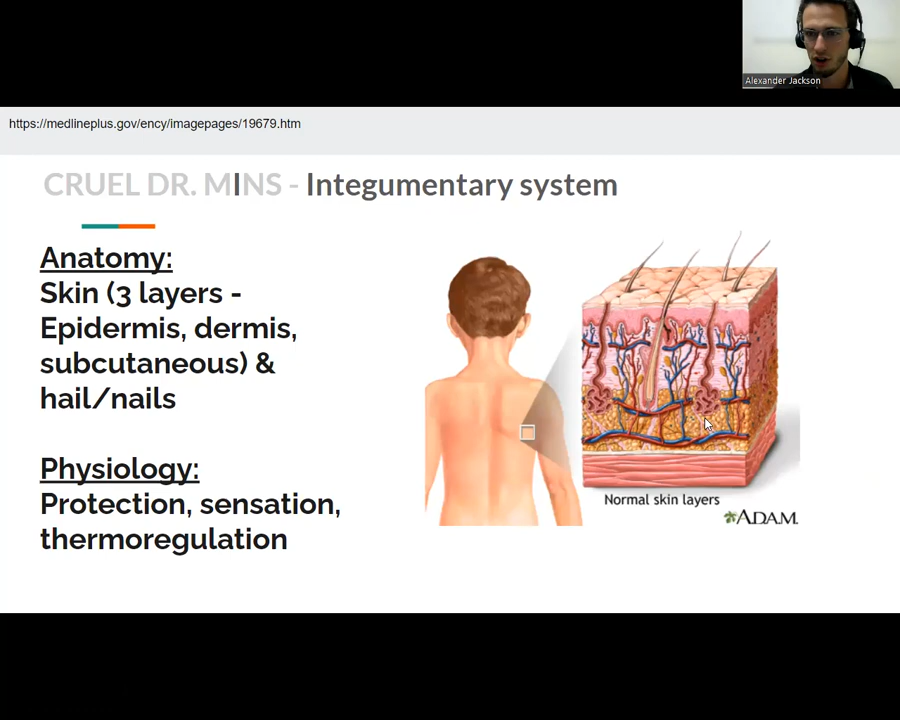 Alexander Jackson
https://medlineplus.gov/ency/imagepages/19679.htm
CRUEL DR. MINS - Integumentary system
Anatomy:
Skin (3 layers -
Epidermis, dermis,
subcutaneous) &
hail/nails
Physiology:
Protection, sensation,
thermoregulation
Normal skin layers
A.D.A.M.